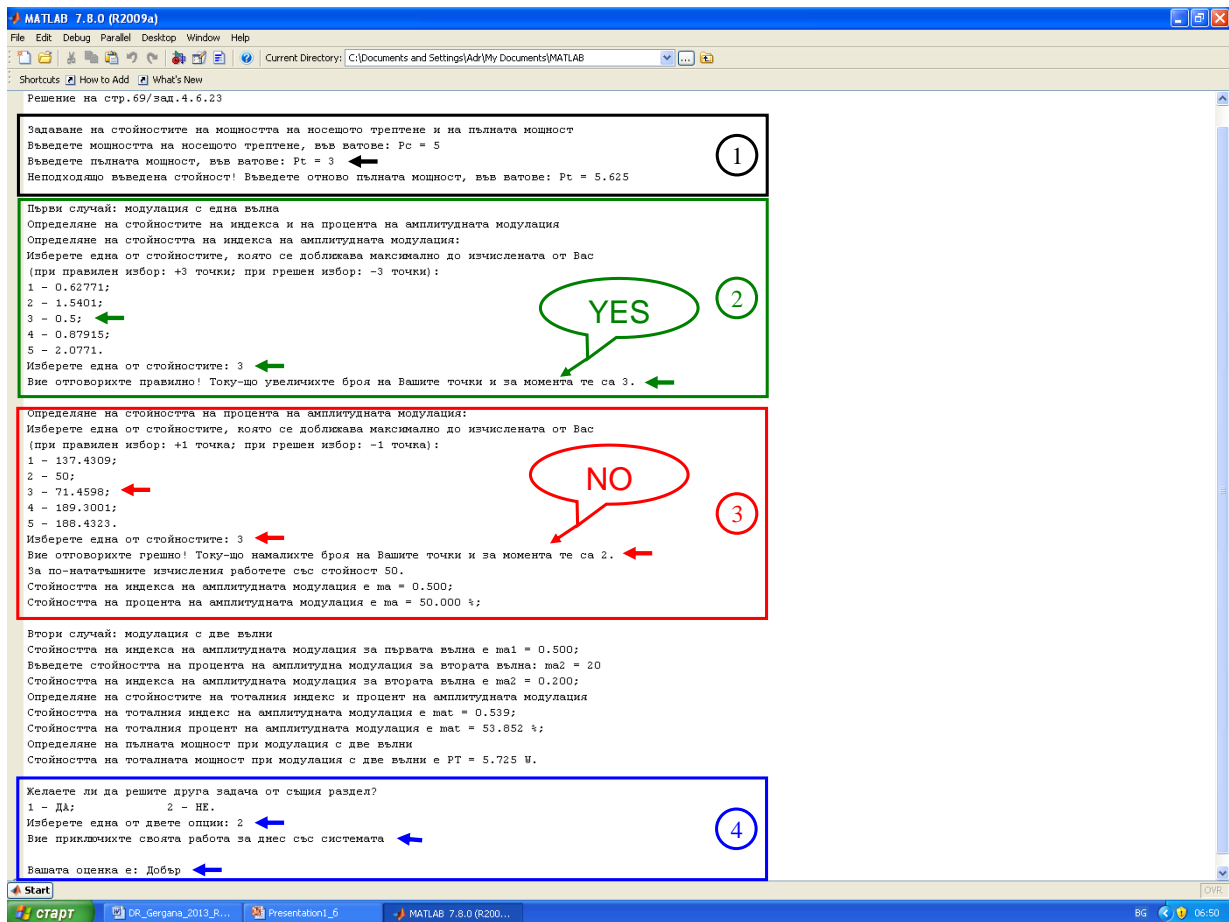 MATLAB 7.8.0 (R2009a)
File Edit Debug Parallel Desktop Window Help
Current Directory: C:\Documents and Settings\Adr\My Documents\MATLAB
Shortcuts How to Add What's New
Решение на стр.69/зад.4.6.23
Задаване на стойностите на мощността на носещото трептене и на пълната мощност
Въведете мощността на носещото трептене, във ватове: Pc = 5
Въведете пълната мощност, във ватове: Pt = 3
Неподходящо въведена стойност! Въведете отново пълната мощност, във ватове: Pt = 5.625
1
Първи случай: модулация с една вълна
Определяне на стойностите на индекса и на процента на амплитудната модулация
Определяне на стойността на индекса на амплитудната модулация:
Изберете една от стойностите, която се доближава максимално до изчислената от Вас
(при правилен избор: +3 точки; при грешен избор: -3 точки):
1 - 0.62771;
2 - 1.5401;
3 - 0.5;
4 - 0.87915;
5 - 2.0771.
Изберете една от стойностите: 3
Вие отговорихте правилно! Току-що увеличихте броя на Вашите точки и за момента те са 3.
YES
2
Определяне на стойността на процента на амплитудната модулация:
Изберете една от стойностите, която се доближава максимално до изчислената от Вас
(при правилен избор: +1 точка; при грешен избор: -1 точка):
1 - 137.4309;
2 - 50;
3 - 71.4598;
4 - 189.3001;
5 - 188.4323.
Изберете една от стойностите: 3
Вие отговорихте грешно! Току-що намалихте броя на Вашите точки и за момента те са 2.
За по-нататъшните изчисления работете със стойност 50.
Стойността на индекса на амплитудната модулация е ma = 0.500;
Стойността на процента на амплитудната модулация е ma = 50.000 %;
NO
3
Втори случай: модулация с две вълни
Стойността на индекса на амплитудната модулация за първата вълна е ma1 = 0.500;
Въведете стойността на процента на амплитудна модулация за втората вълна: ma2 = 20
Стойността на индекса на амплитудната модулация за втората вълна е ma2 = 0.200;
Определяне на стойностите на тоталния индекс и процент на амплитудната модулация
Стойността на тоталния индекс на амплитудната модулация е mat = 0.539;
Стойността на тоталния процент на амплитудната модулация е mat = 53.852 %;
Определяне на пълната мощност при модулация с две вълни
Стойността на тоталната мощност при модулация с две вълни е PT = 5.725 W.
Желаете ли да решите друга задача от същия раздел?
1 - ДА; 2 - НЕ.
Изберете една от двете опции: 2
Вие приключихте своята работа за днес със системата
Вашата оценка е: Добър
4
Start
OVR
старт DR_Gergana_2013_R... Presentation1_6 MATLAB 7.8.0 (R200... BG 06:50